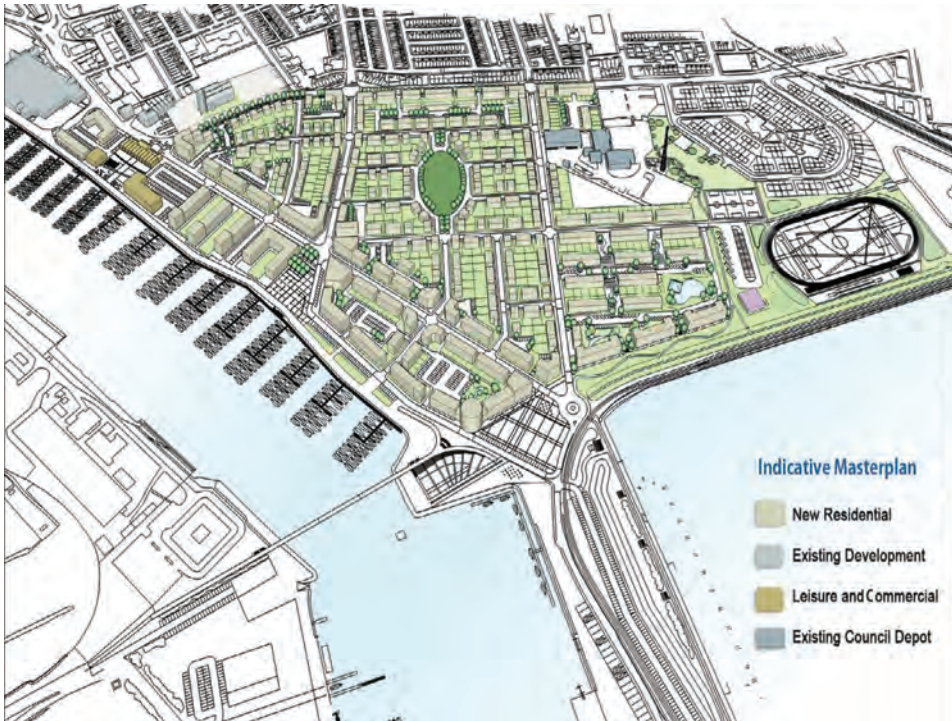 Indicative Masterplan
New Residential
Existing Development
Leisure and Commercial
Existing Council Depot